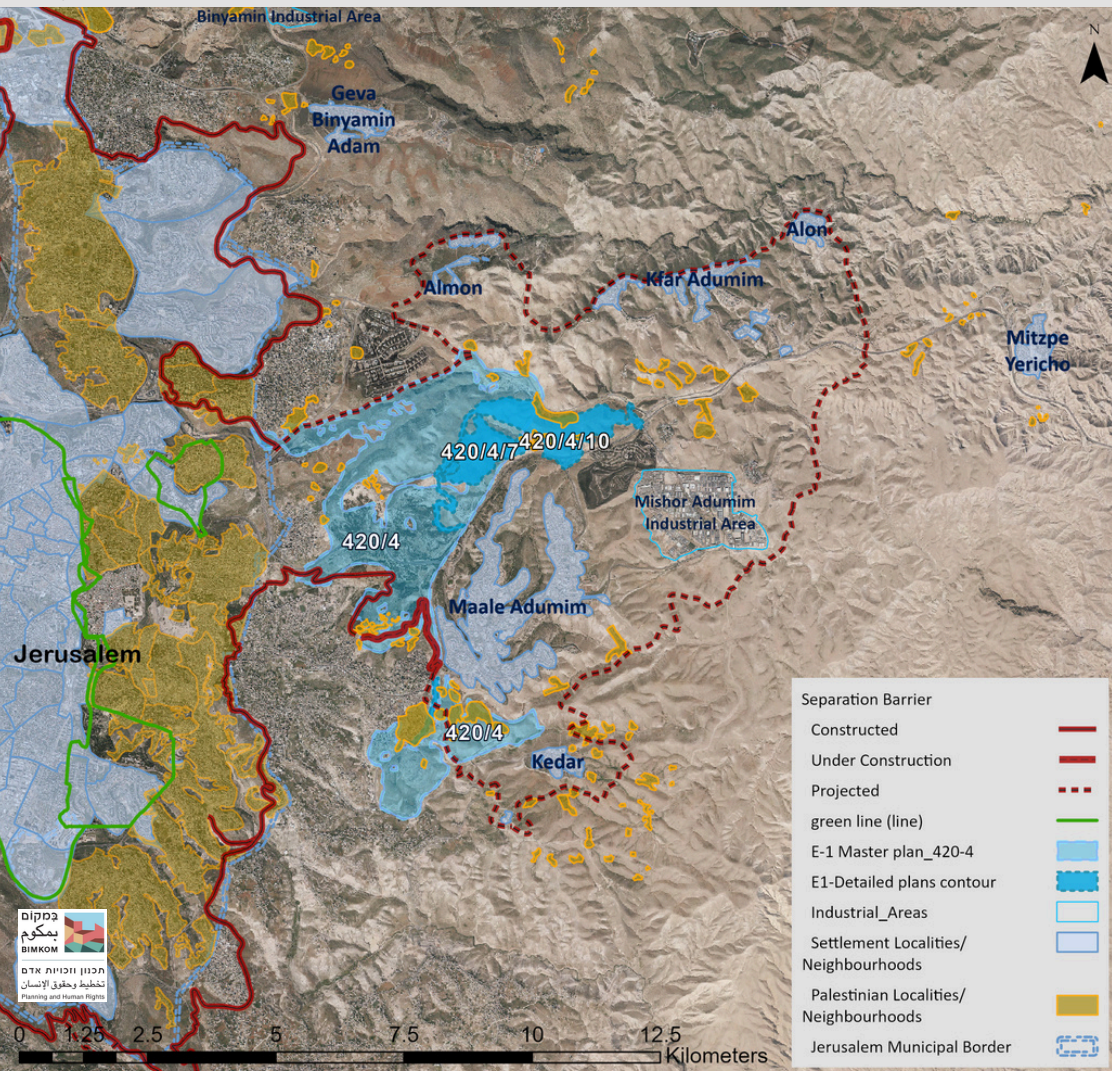 Binyamin Industrial Area
N
Geva
Binyamin
Adam
Alon
Almon
Kfar Adumim
Mitzpe
Yericho
420/4/7
420/4/10
Mishor Adumim
Industrial Area
420/4
Maale Adumim
Jerusalem
420/4
Kedar
Separation Barrier
Constructed
Under Construction
Projected
green line (line)
E-1 Master plan_420-4
E1-Detailed plans contour
Industrial_Areas
Settlement Localities/
Neighbourhoods
Palestinian Localities/
Neighbourhoods
Jerusalem Municipal Border
במקום
بمكوم
BIMKOM
תכנון וזכויות אדם
تخطيط وحقوق الإنسان
Planning and Human Rights
0 1.25 2.5 5 7.5 10 12.5
Kilometers